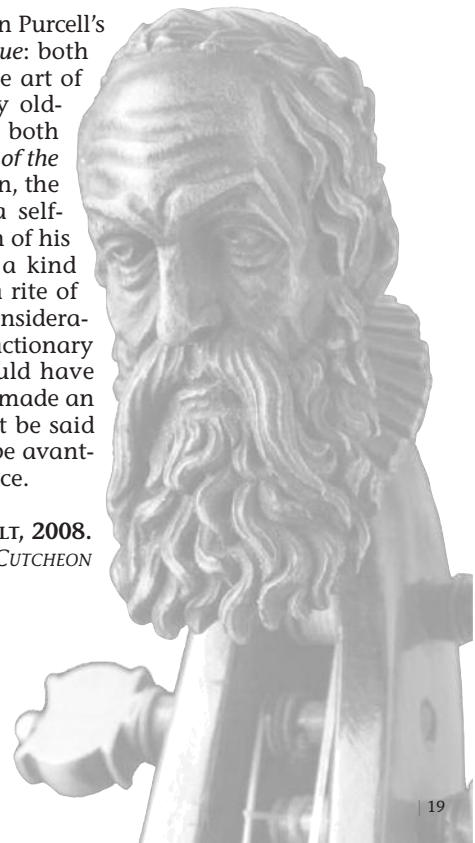 n Purcell's
ue: both
e art of
y old-
both
of the
n, the
a self-
n of his
a kind
rite of
nsidera-
ctionary
uld have
made an
t be said
be avant-
ce.
LT, 2008.
CUTCHEON
| 19